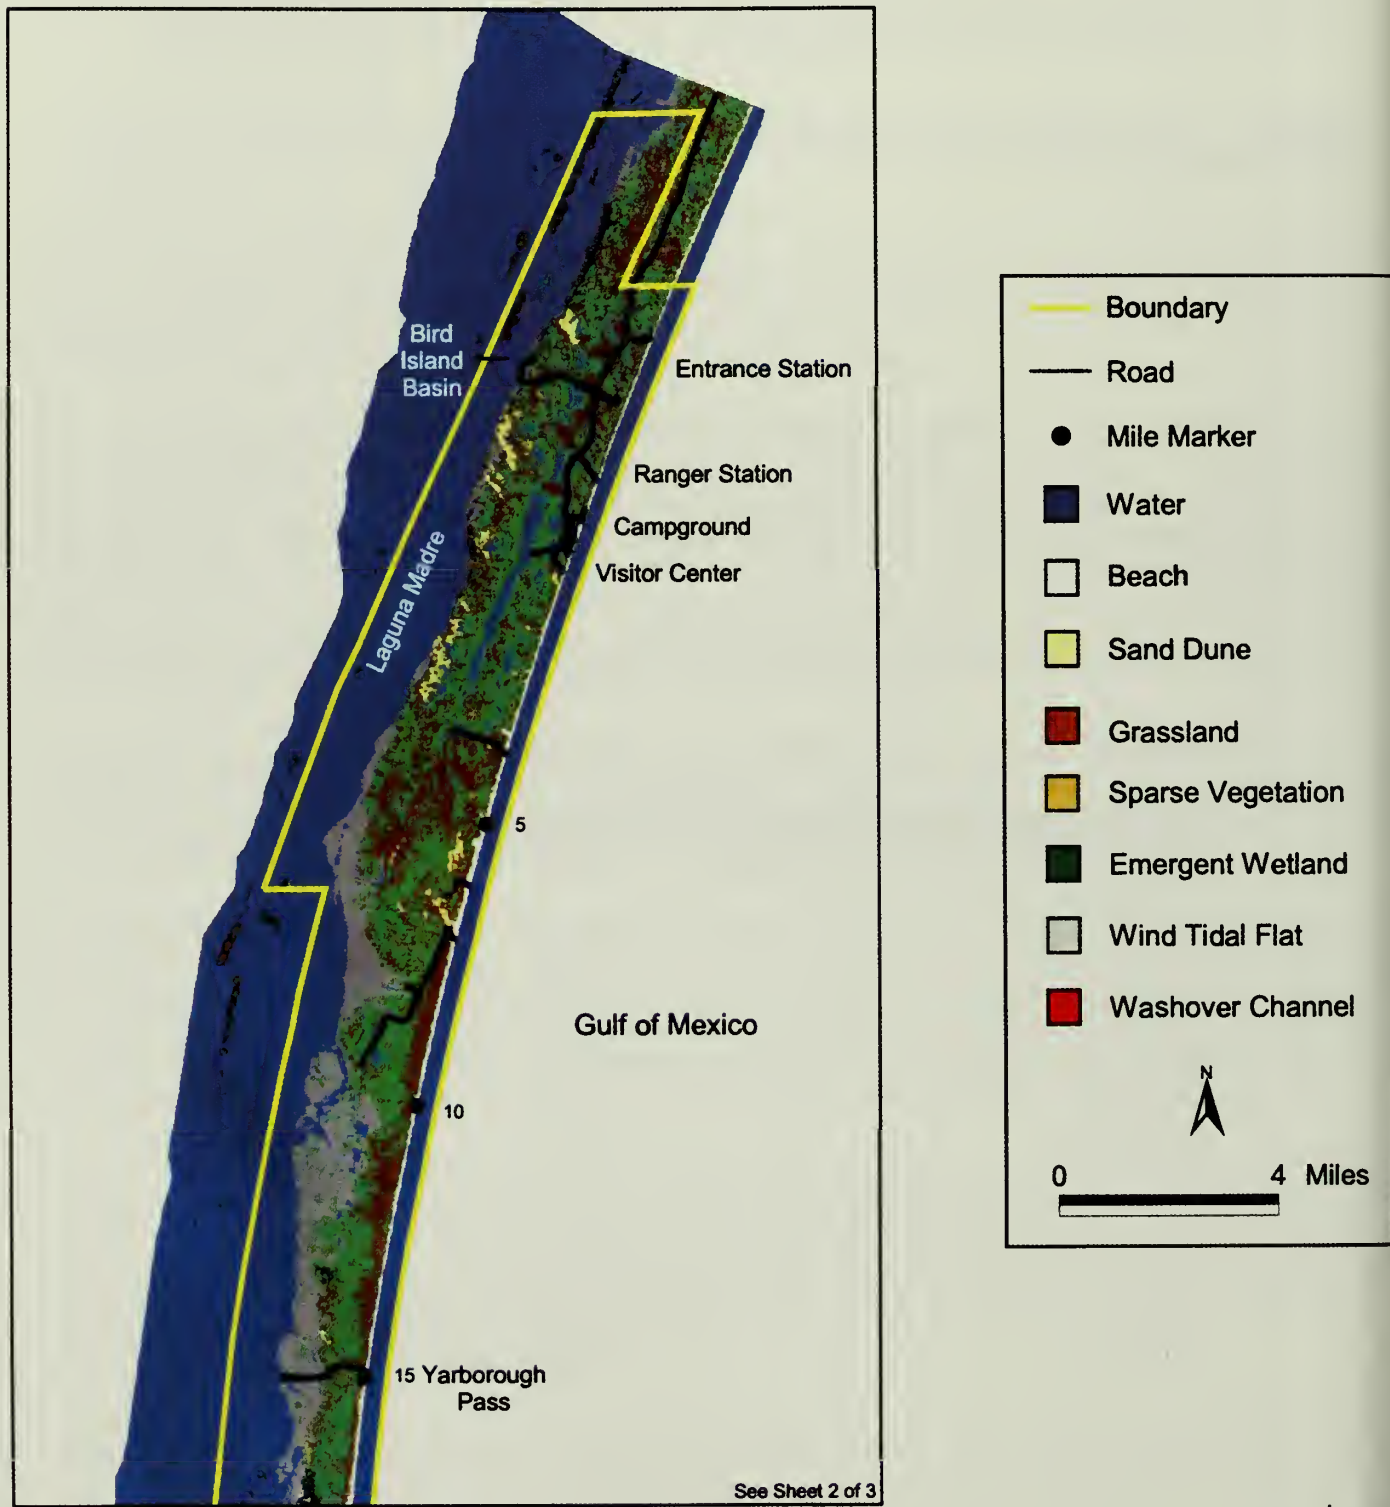 Bird
Island
Basin
Entrance Station
Ranger Station
Campground
Visitor Center
Laguna Madre
5
Gulf of Mexico
10
15 Yarborough
Pass
See Sheet 2 of 3
Boundary
Road
Mile Marker
Water
Beach
Sand Dune
Grassland
Sparse Vegetation
Emergent Wetland
Wind Tidal Flat
Washover Channel
N
0 4 Miles